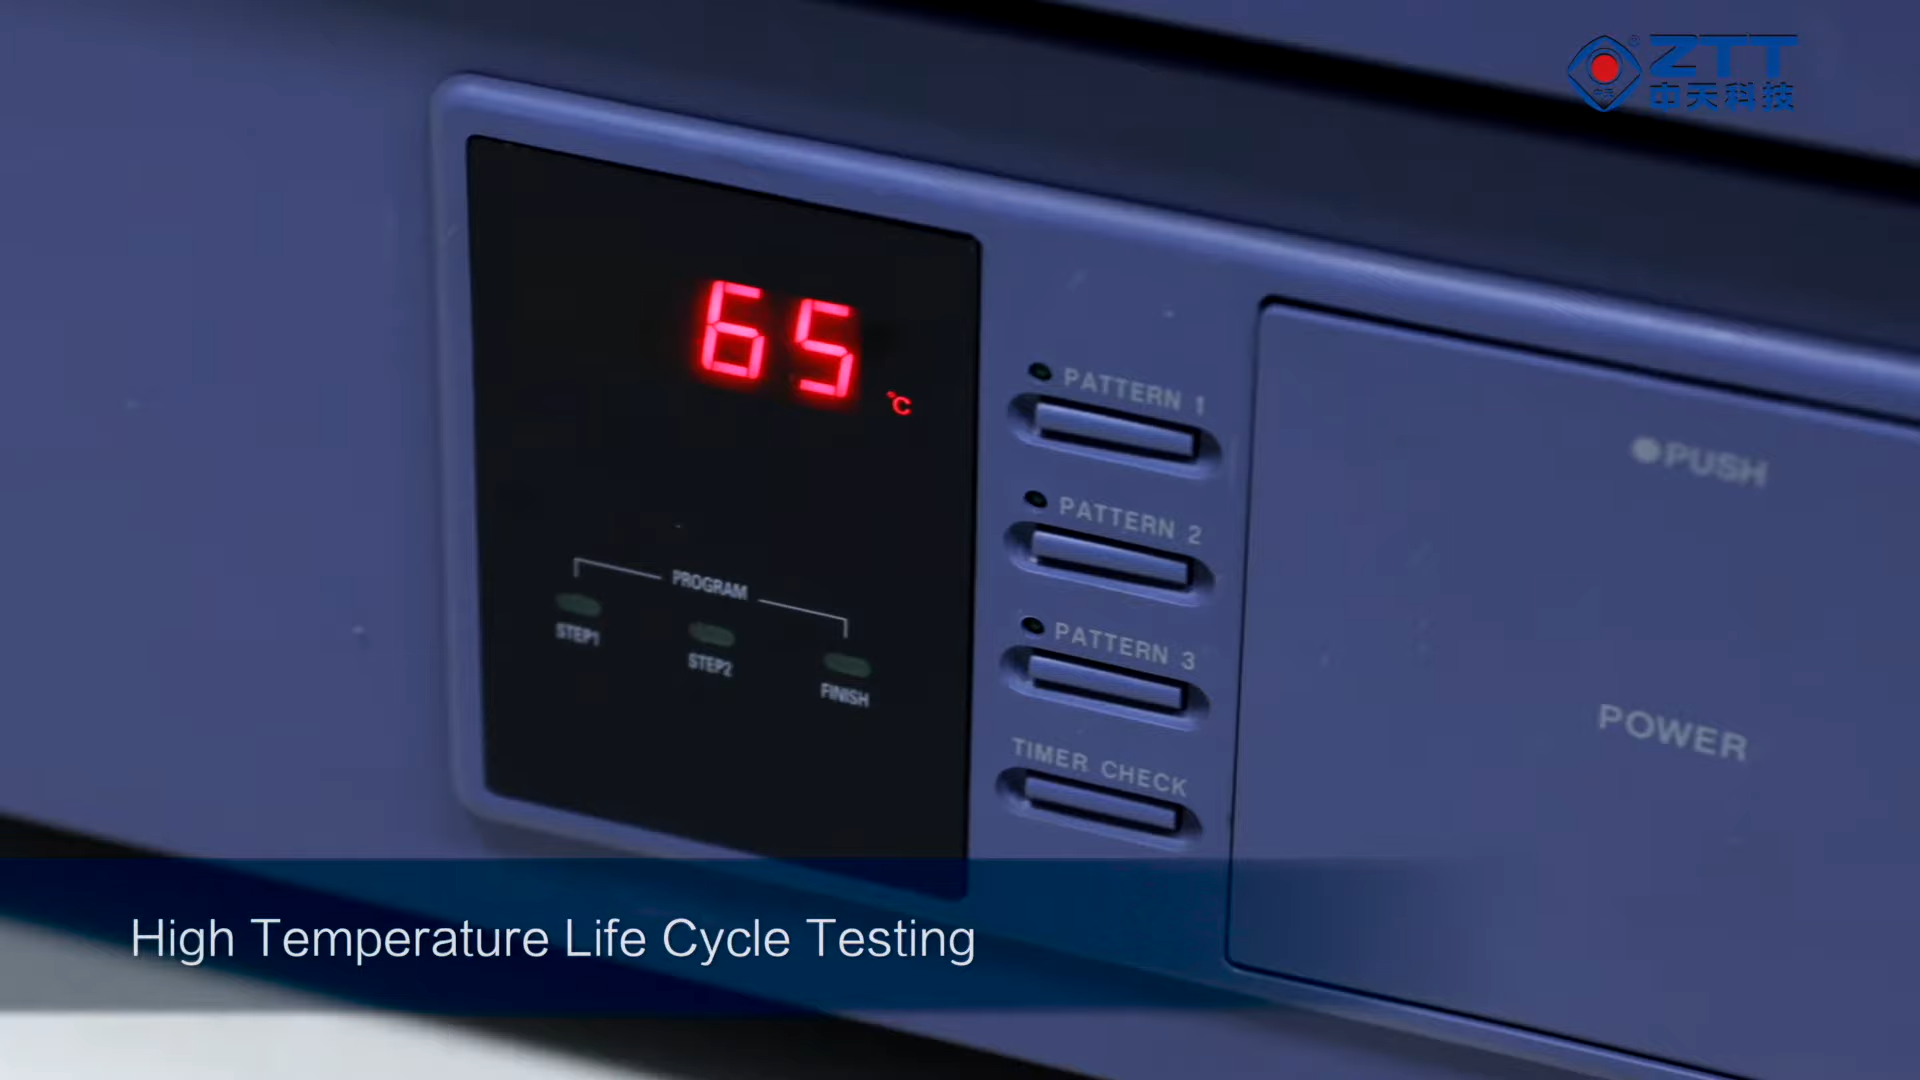 ZTT
中天科技
65
°C
PATTERN 1
PUSH
PATTERN 2
PROGRAM
STEP1
STEP2
FINISH
PATTERN 3
POWER
TIMER CHECK
High Temperature Life Cycle Testing